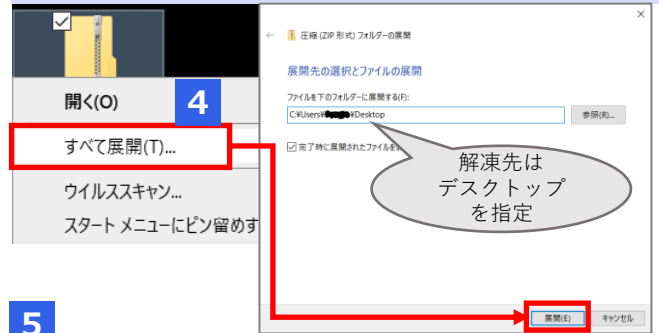 開く(O)
4
すべて展開(T)...
ウイルススキャン...
スタート メニューにピン留めす
← 圧縮 (ZIP 形式) フォルダーの展開
×
展開先の選択とファイルの展開
ファイルを下のフォルダーに展開する(F):
C:¥Users¥ ¥Desktop
参照(R)...
完了時に展開されたファイルを
解凍先は
デスクトップ
を指定
展開(E)
キャンセル
5